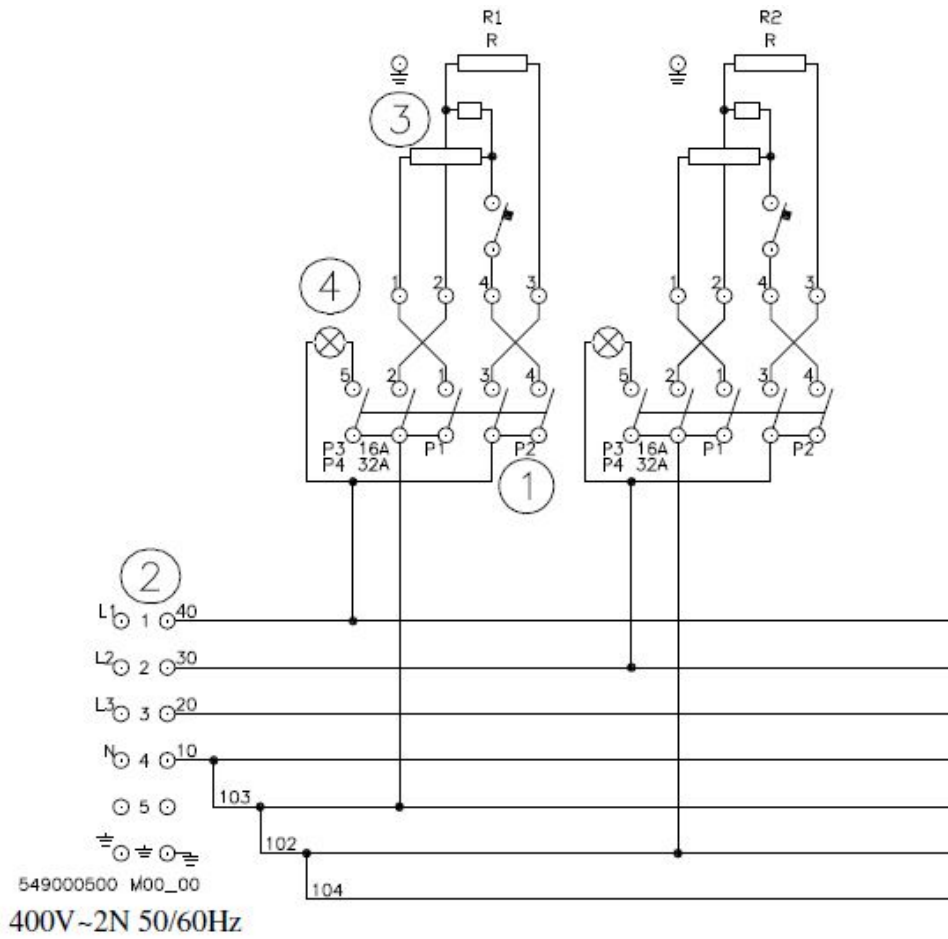 R1 R2
R R
3
4
1 2 4 3 1 2 4 3
5 2 1 3 4 5 2 1 3 4
P3 16A P1 P2 P3 16A P1 P2
P4 32A P4 32A
1
2
L1 1 40
L2 2 30
L3 3 20
N 4 10
5 103
102
104
549000500 M00_00
400V~2N 50/60Hz